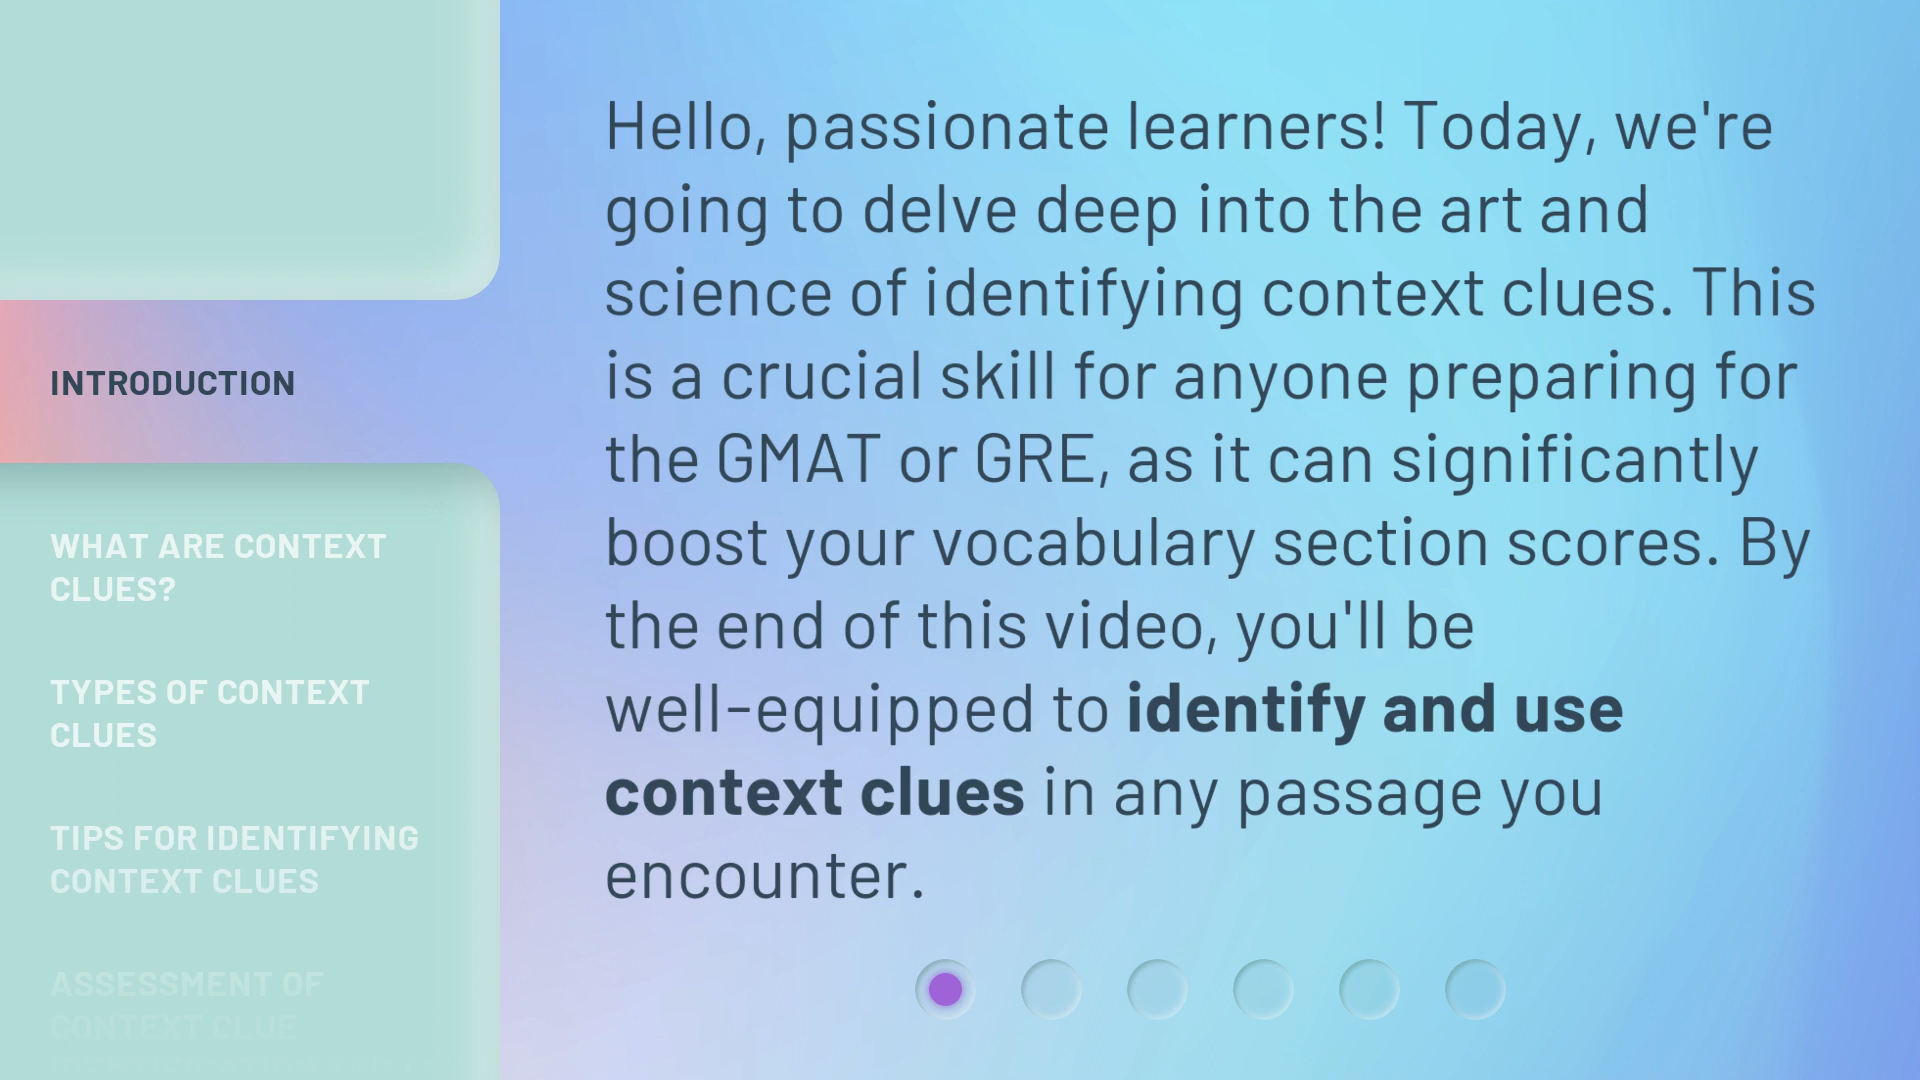 INTRODUCTION
WHAT ARE CONTEXT
CLUES?
TYPES OF CONTEXT
CLUES
TIPS FOR IDENTIFYING
CONTEXT CLUES
ASSESSMENT OF
CONTEXT CLUE
Hello, passionate learners! Today, we're
going to delve deep into the art and
science of identifying context clues. This
is a crucial skill for anyone preparing for
the GMAT or GRE, as it can significantly
boost your vocabulary section scores. By
the end of this video, you'll be
well-equipped to identify and use
context clues in any passage you
encounter.